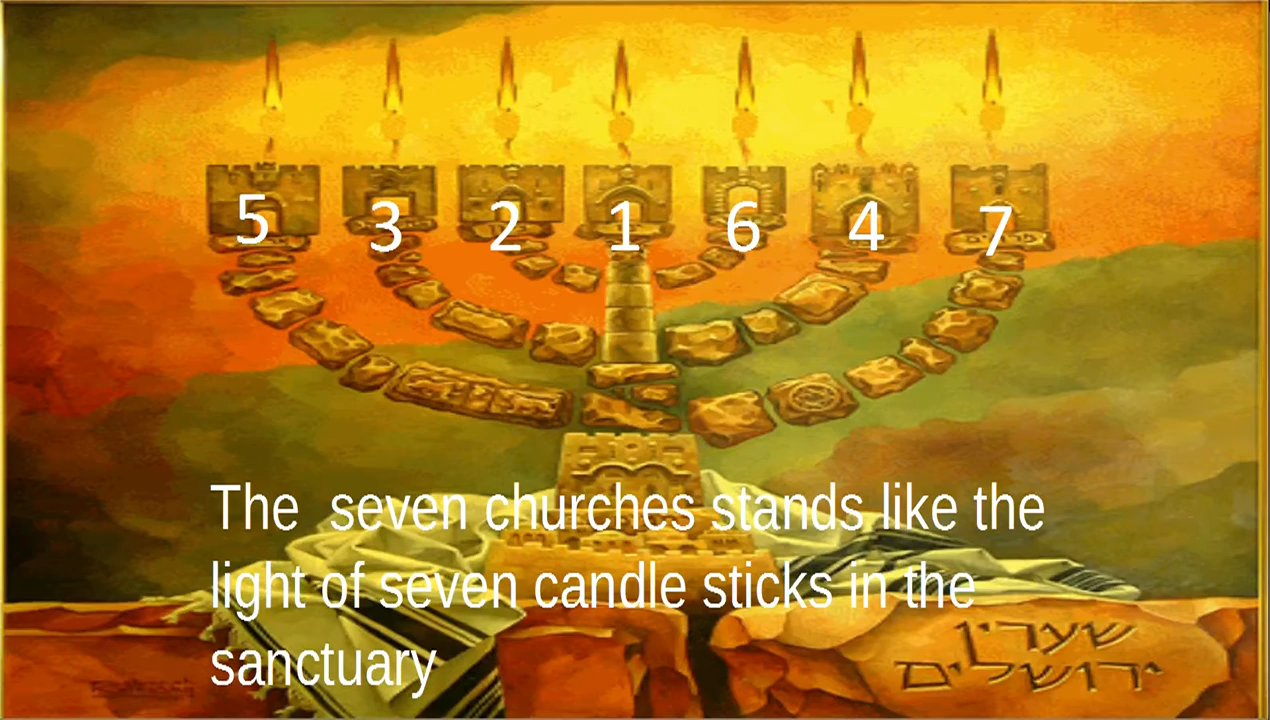 5 3 2 1 6 4 7
The  seven churches stands like the
light of seven candle sticks in the
sanctuary
שעריך
ירושלים